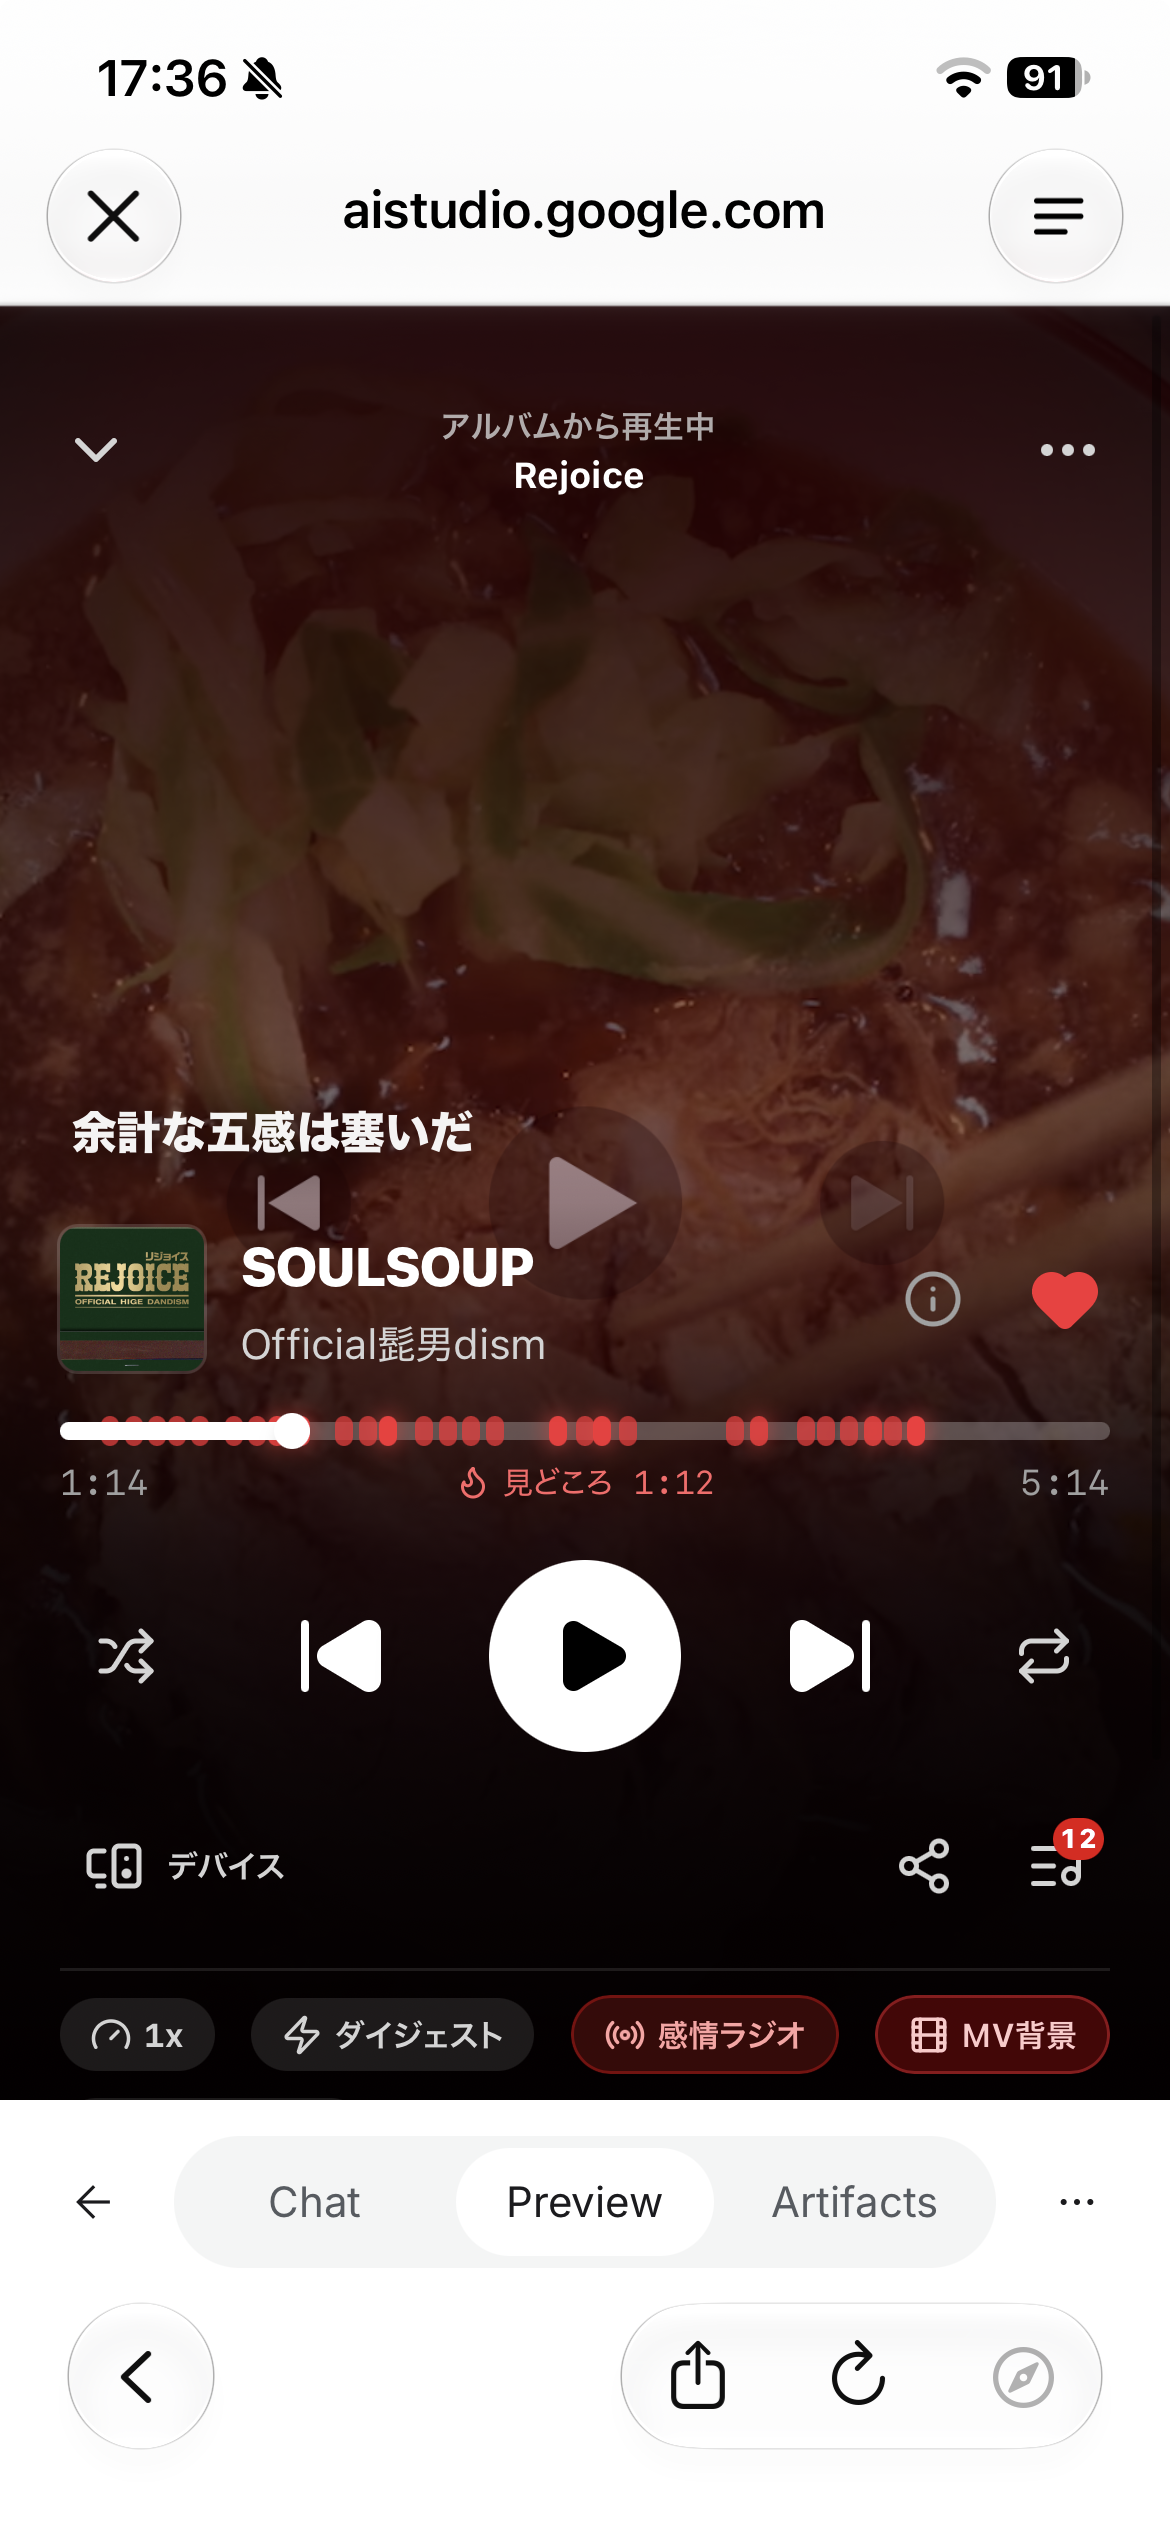 17:36
91
aistudio.google.com
アルバムから再生中
Rejoice
余計な五感は塞いだ
リジョイス
REJOICE
OFFICIAL HIGE DANDISM
SOULSOUP
Official髭男dism
1:14
見どころ 1:12
5:14
デバイス
12
1x
ダイジェスト
感情ラジオ
MV背景
Chat
Preview
Artifacts